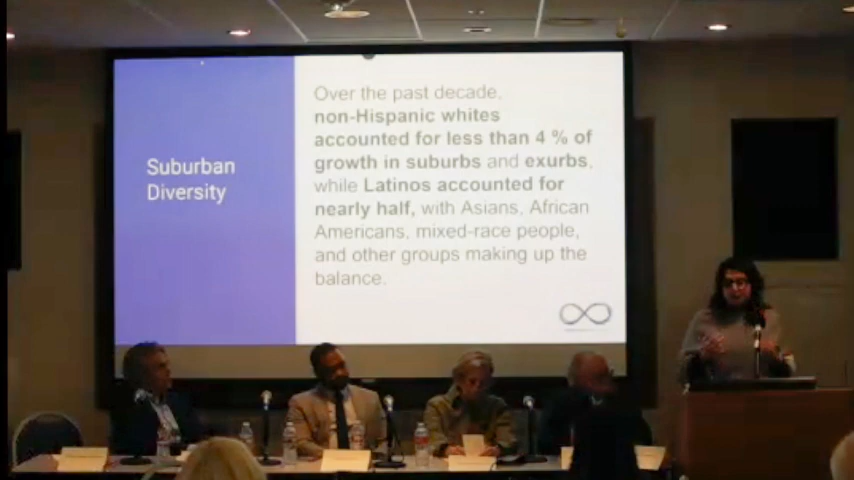 Suburban
Diversity
Over the past decade,
non-Hispanic whites
accounted for less than 4 % of
growth in suburbs and exurbs,
while Latinos accounted for
nearly half, with Asians, African
Americans, mixed-race people,
and other groups making up the
balance.